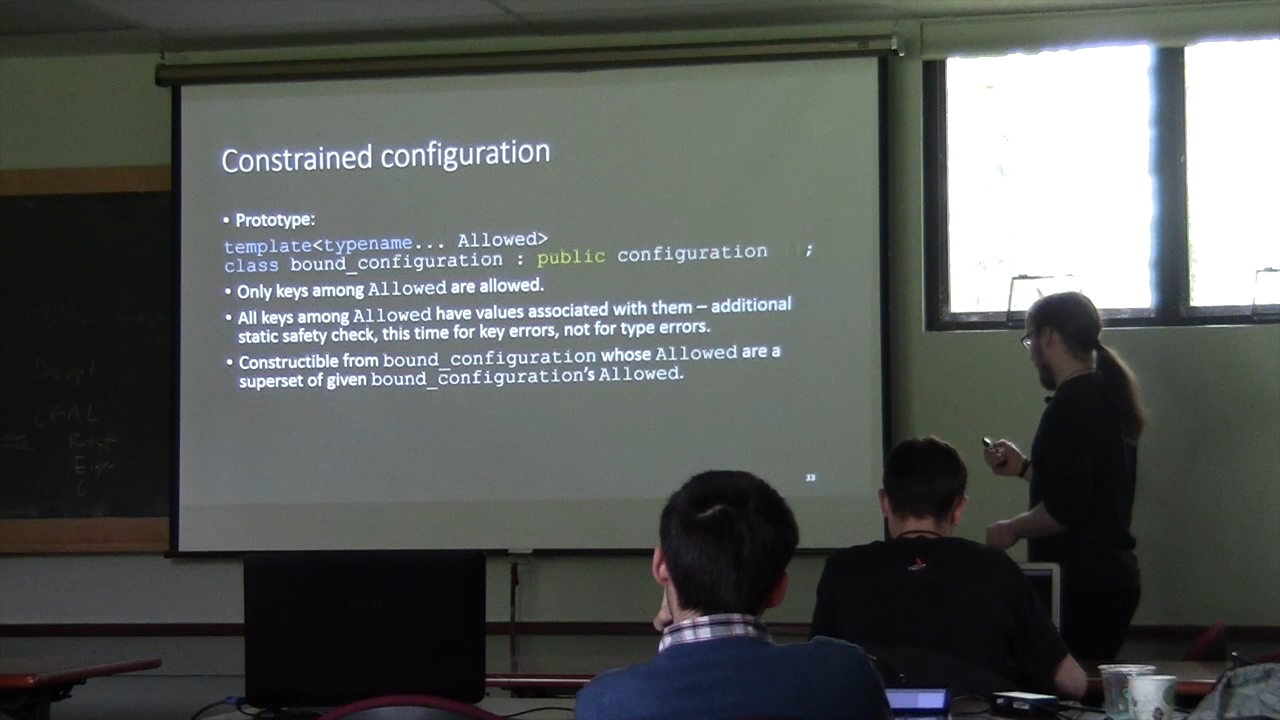 Constrained configuration
• Prototype:
template<typename... Allowed>
class bound_configuration : public configuration {};
• Only keys among Allowed are allowed.
• All keys among Allowed have values associated with them – additional
static safety check, this time for key errors, not for type errors.
• Constructible from bound_configuration whose Allowed are a
superset of given bound_configuration's Allowed.
33
CGAL